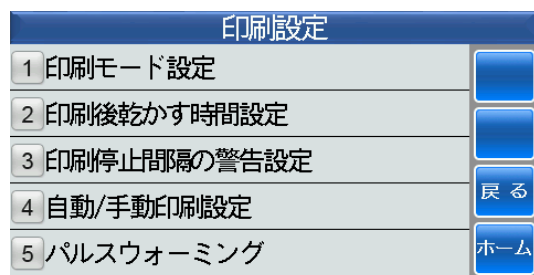 印刷設定
1 印刷モード設定
2 印刷後乾かす時間設定
3 印刷停止間隔の警告設定
戻る
4 自動/手動印刷設定
5 パルスウォーミング
ホーム